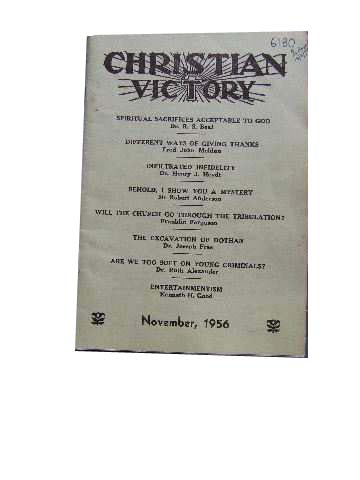 6130
CHRISTIAN
VICTORY
SPIRITUAL SACRIFICES ACCEPTABLE TO GOD
Dr. R. S. Beal
DIFFERENT WAYS OF GIVING THANKS
Fred John Meldau
INFILTRATED INFIDELITY
Dr. Henry J.
BEHOLD, I SHOW YOU A MYSTERY
Sir Robert Anderson
WILL THE CHURCH GO THROUGH THE TRIBULATION?
Franklin Ferguson
THE EXCAVATION OF DOTHAN
Dr. Joseph Free
ARE WE TOO SOFT ON YOUNG CRIMINALS?
Dr. Ruth Alexander
ENTERTAINMENTISM
Kenneth H. Good
November, 1956